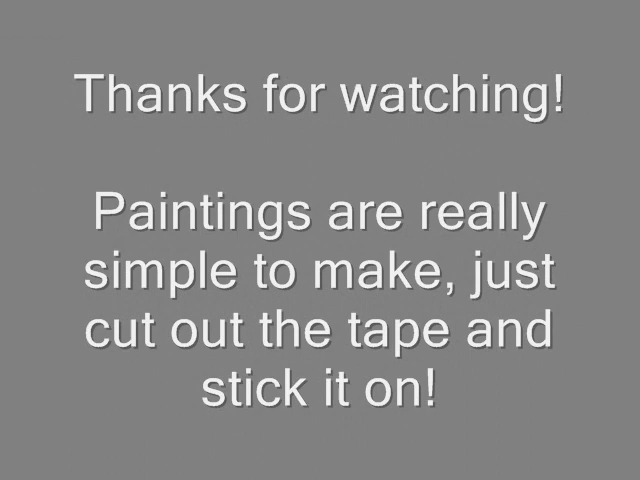 Thanks for watching!
Paintings are really
simple to make, just
cut out the tape and
stick it on!